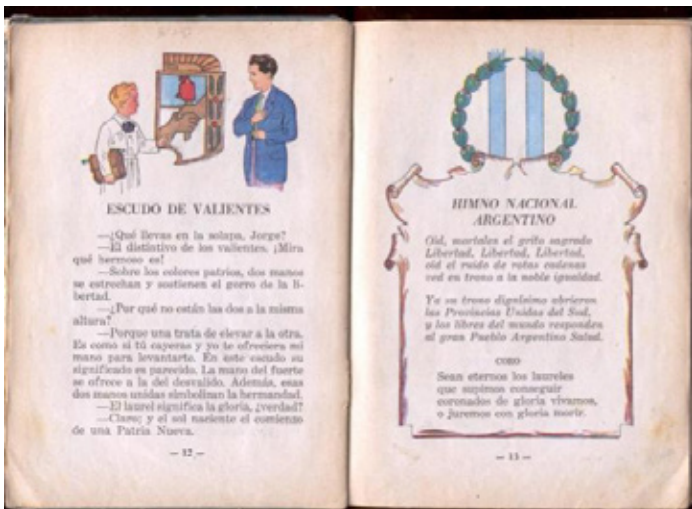 ESCUDO DE VALIENTES
—¿Qué llevas en la solapa, Jorge?
—El distintivo de los valientes. ¡Mira
qué hermoso es!
—Sobre los colores patrios, dos manos
se estrechan y sostienen el gorro de la li-
bertad.
—¿Por qué no están las dos a la misma
altura?
—Porque una trata de elevar a la otra.
Es como si tú cayeras y yo te ofreciera mi
mano para levantarte. En este escudo su
significado es parecido. La mano del fuerte
se ofrece a la del desvalido. Además, esas
dos manos unidas simbolizan la hermandad.
—El laurel significa la gloria, ¿verdad?
—Claro; y el sol naciente el comienzo
de una Patria Nueva.
— 12 —
HIMNO NACIONAL
ARGENTINO
Oid, mortales el grito sagrado
Libertad, Libertad, Libertad,
oid el ruido de rotas cadenas
ved en trono a la noble igualdad.
Ya su trono dignísimo abrieron
las Provincias Unidas del Sud,
y los libres del mundo responden
al gran Pueblo Argentino Salud.
CORO
Sean eternos los laureles
que supimos conseguir
coronados de gloria vivamos,
o juremos con gloria morir.
— 13 —